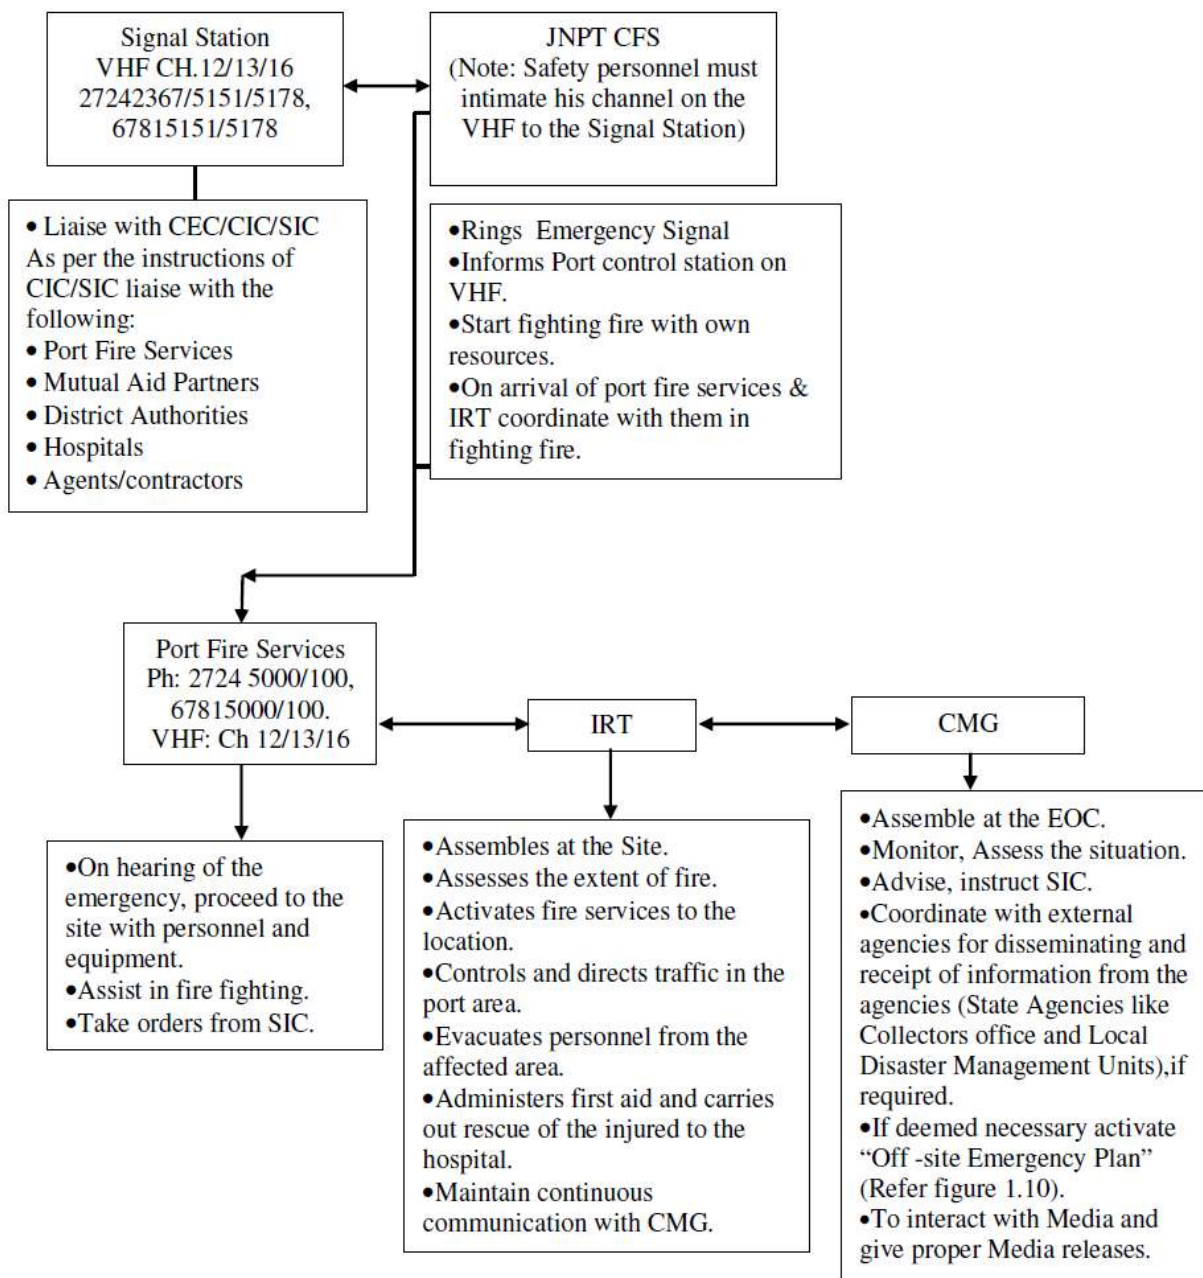 Signal Station
VHF CH.12/13/16
27242367/5151/5178,
67815151/5178
JNPT CFS
(Note: Safety personnel must
intimate his channel on the
VHF to the Signal Station)
• Liaise with CEC/CIC/SIC
As per the instructions of
CIC/SIC liaise with the
following:
• Port Fire Services
• Mutual Aid Partners
• District Authorities
• Hospitals
• Agents/contractors
•Rings Emergency Signal
•Informs Port control station on
VHF.
•Start fighting fire with own
resources.
•On arrival of port fire services &
IRT coordinate with them in
fighting fire.
Port Fire Services
Ph: 2724 5000/100,
67815000/100.
VHF: Ch 12/13/16
IRT
CMG
•On hearing of the
emergency, proceed to the
site with personnel and
equipment.
•Assist in fire fighting.
•Take orders from SIC.
•Assembles at the Site.
•Assesses the extent of fire.
•Activates fire services to the
location.
•Controls and directs traffic in the
port area.
•Evacuates personnel from the
affected area.
•Administers first aid and carries
out rescue of the injured to the
hospital.
•Maintain continuous
communication with CMG.
•Assemble at the EOC.
•Monitor, Assess the situation.
•Advise, instruct SIC.
•Coordinate with external
agencies for disseminating and
receipt of information from the
agencies (State Agencies like
Collectors office and Local
Disaster Management Units),if
required.
•If deemed necessary activate
“Off -site Emergency Plan”
(Refer figure 1.10).
•To interact with Media and
give proper Media releases.